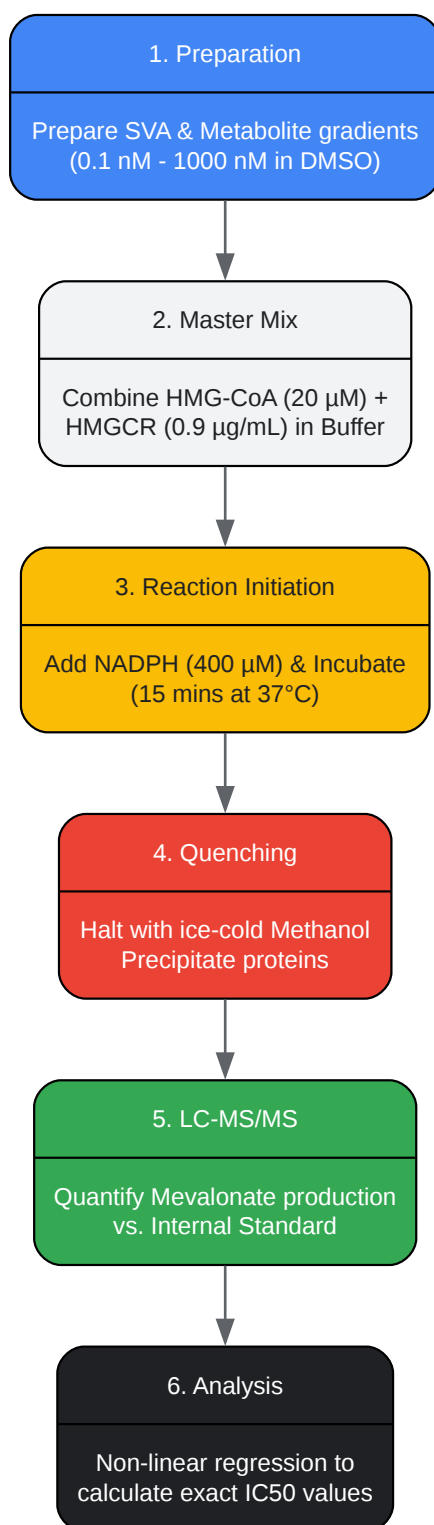 1. Preparation
Prepare SVA & Metabolite gradients
(0.1 nM - 1000 nM in DMSO)
2. Master Mix
Combine HMG-CoA (20 µM) +
HMGCR (0.9 µg/mL) in Buffer
3. Reaction Initiation
Add NADPH (400 µM) & Incubate
(15 mins at 37°C)
4. Quenching
Halt with ice-cold Methanol
Precipitate proteins
5. LC-MS/MS
Quantify Mevalonate production
vs. Internal Standard
6. Analysis
Non-linear regression to
calculate exact IC50 values